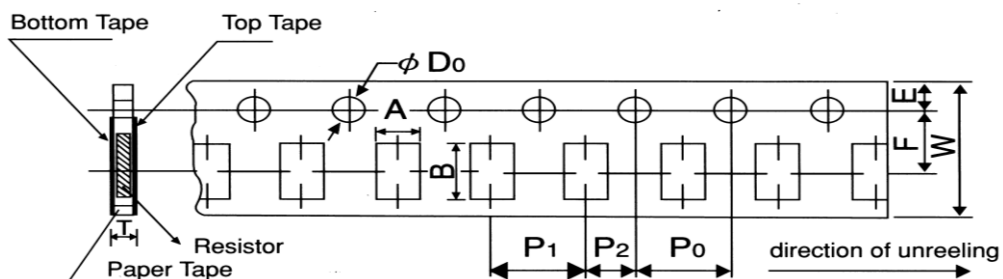 Bottom Tape
Top Tape
φ D0
A
B
E
F
W
T
Resistor
Paper Tape
P1
P2
P0
direction of unreeling